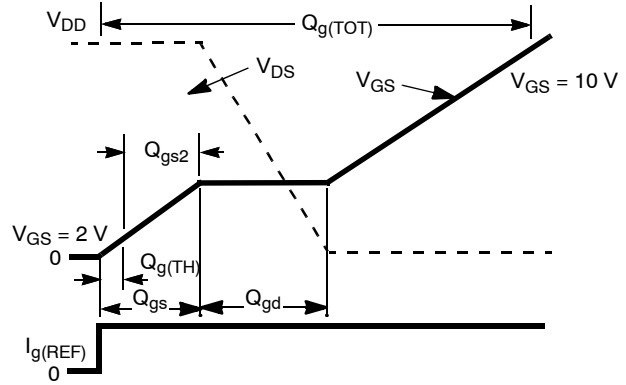 V_DD
Q_g(TOT)
V_DS
V_GS
V_GS = 10 V
Q_gs2
V_GS = 2 V
0
Q_g(TH)
Q_gs
Q_gd
I_g(REF)
0